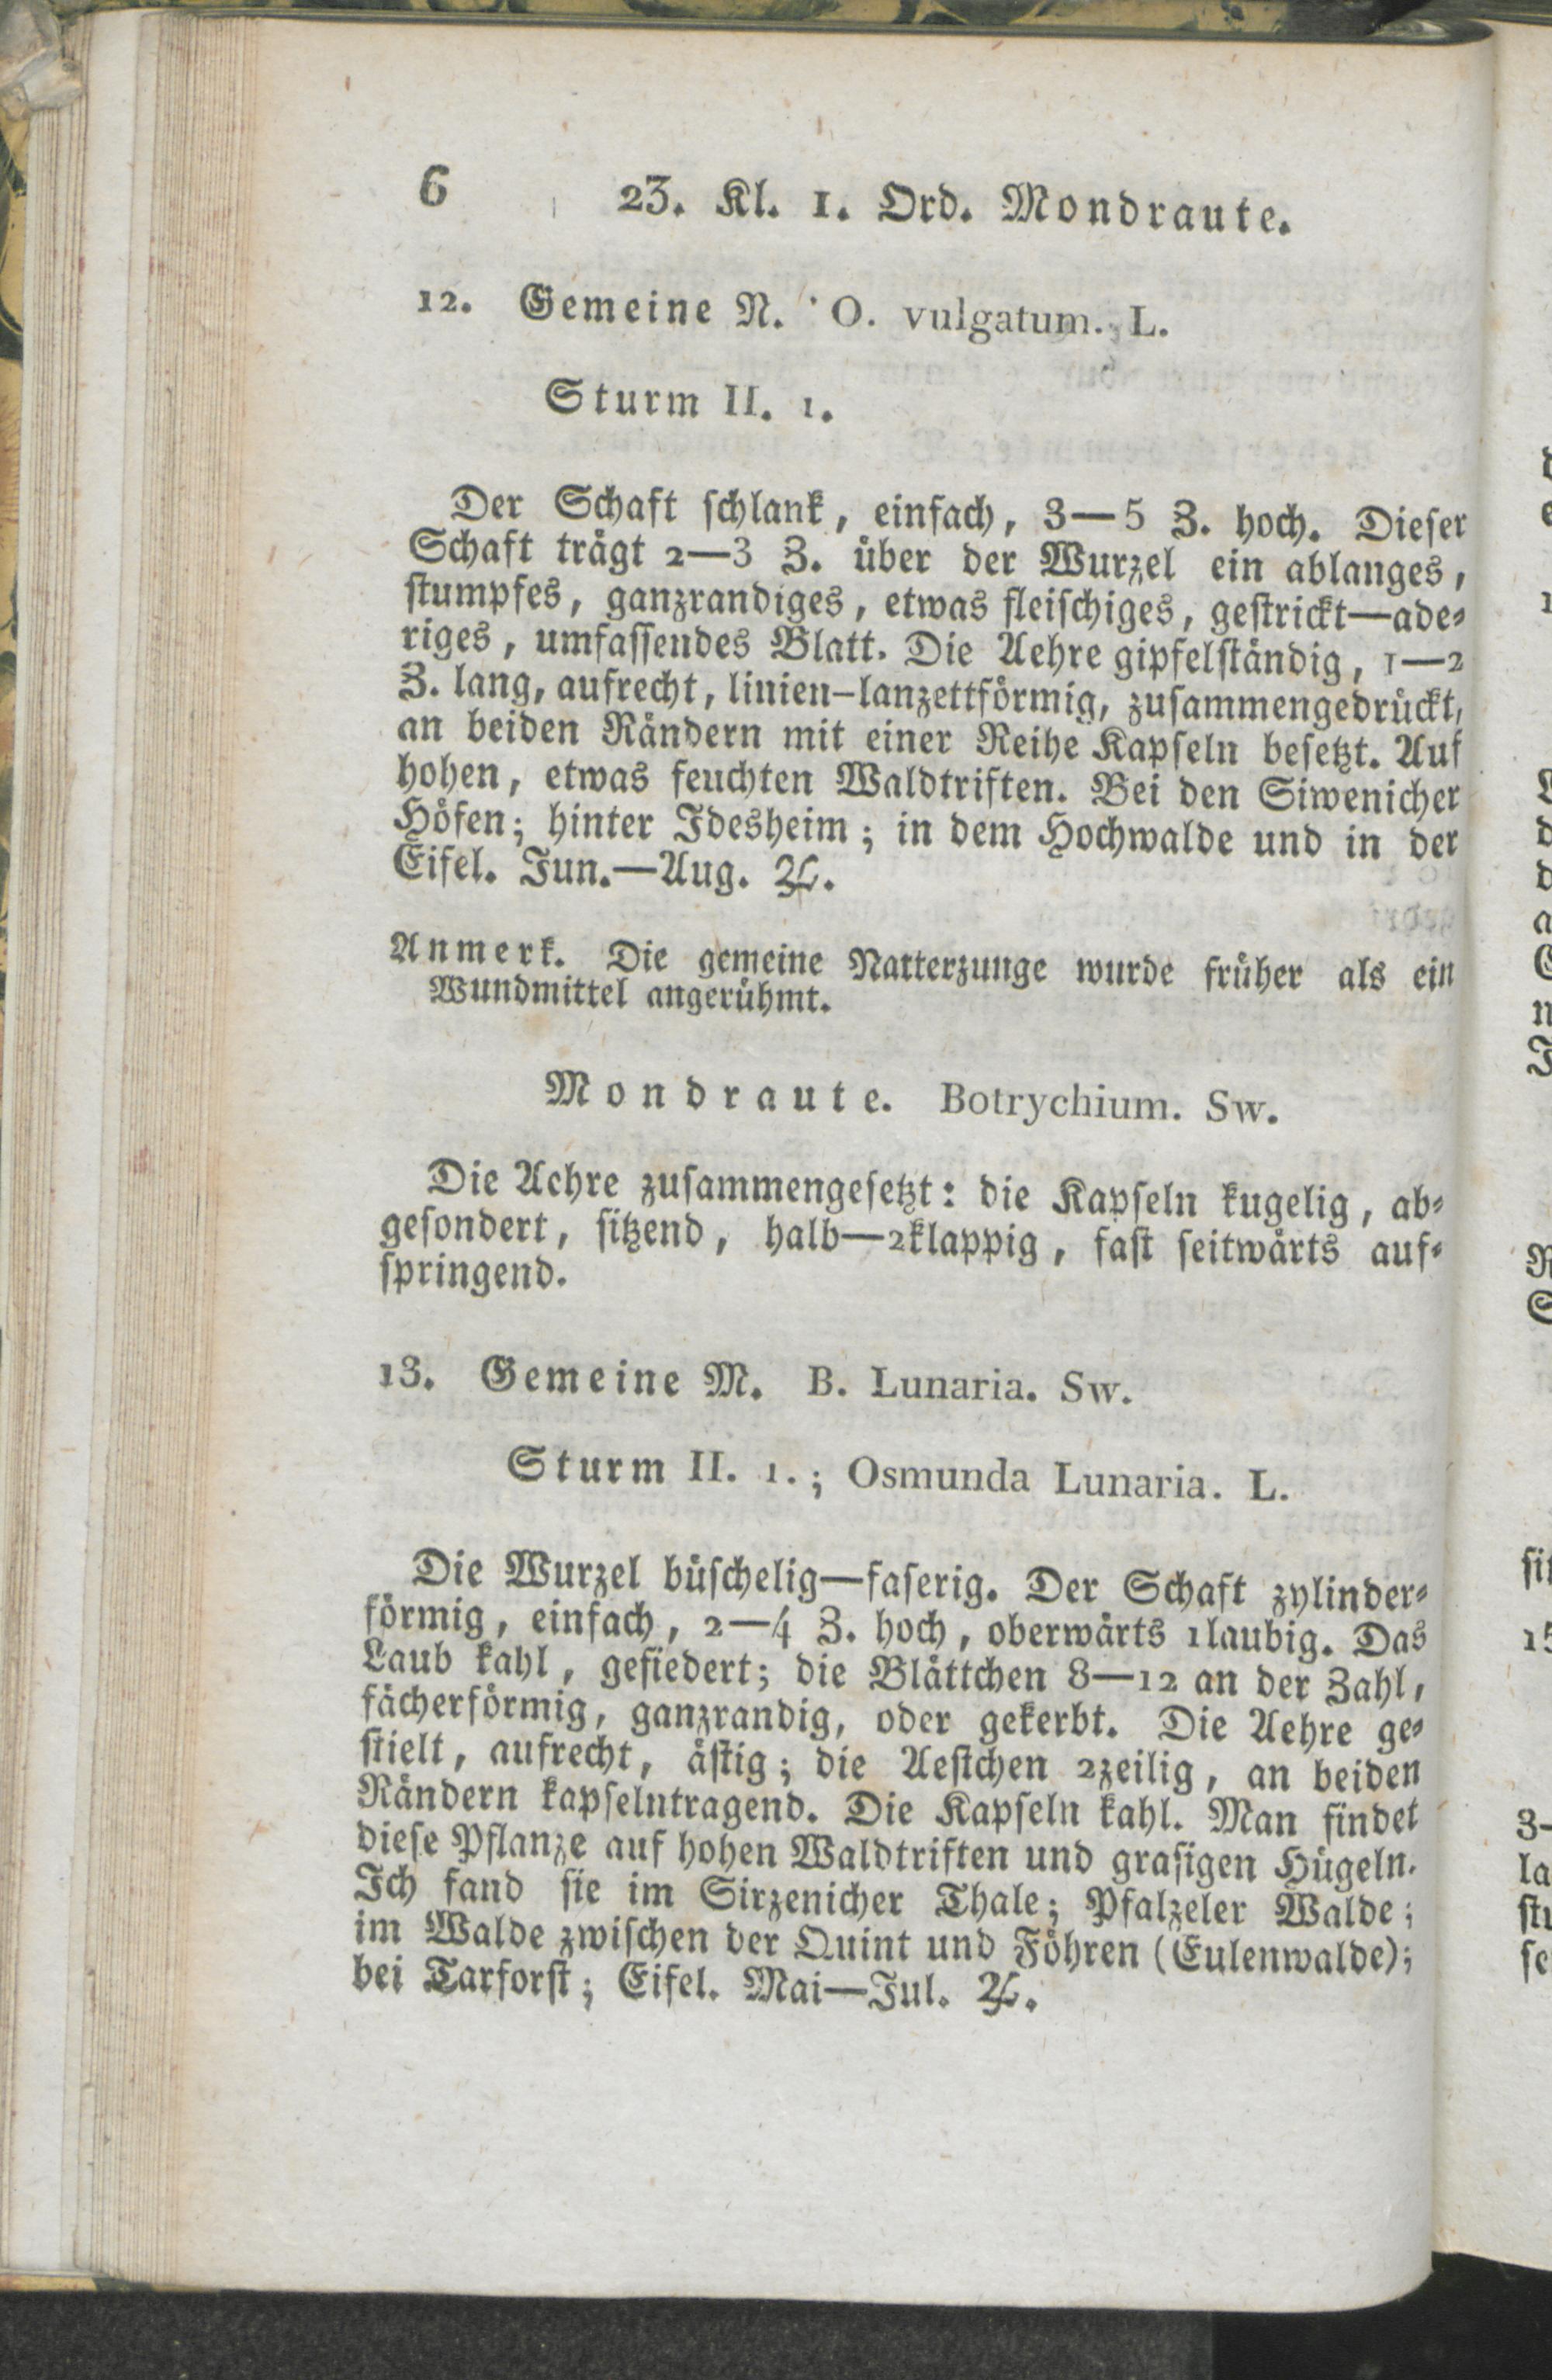 6 23. Kl. 1. Ord. Mondraute.
12. Gemeine N. O. vulgatum. L.
Sturm II. 1.
Der Schaft schlank, einfach, 3—5 Z. hoch. Dieser
Schaft trägt 2—3 Z. über der Wurzel ein ablanges,
stumpfes, ganzrandiges, etwas fleischiges, gestrickt—ade-
riges, umfassendes Blatt. Die Aehre gipfelständig, 1—2
Z. lang, aufrecht, linien-lanzettförmig, zusammengedrückt,
an beiden Rändern mit einer Reihe Kapseln besetzt. Auf
hohen, etwas feuchten Waldtriften. Bei den Siwenicher
Höfen; hinter Idesheim; in dem Hochwalde und in der
Eifel. Jun.—Aug. ♃.
Anmerk. Die gemeine Natterzunge wurde früher als ein
Wundmittel angerühmt.
Mondraute. Botrychium. Sw.
Die Aehre zusammengesetzt: die Kapseln kugelig, ab-
gesondert, sitzend, halb—2klappig, fast seitwärts auf-
springend.
13. Gemeine M. B. Lunaria. Sw.
Sturm II. 1.; Osmunda Lunaria. L.
Die Wurzel büschelig—faserig. Der Schaft zylinder-
förmig, einfach, 2—4 Z. hoch, oberwärts 1laubig. Das
Laub kahl, gefiedert; die Blättchen 8—12 an der Zahl,
fächerförmig, ganzrandig, oder gekerbt. Die Aehre ge-
stielt, aufrecht, ästig; die Aestchen 2zeilig, an beiden
Rändern kapselntragend. Die Kapseln kahl. Man findet
diese Pflanze auf hohen Waldtriften und grasigen Hügeln.
Ich fand sie im Sirzenicher Thale; Pfalzeler Walde;
im Walde zwischen der Quint und Föhren (Eulenwalde);
bei Tarforst; Eifel. Mai—Jul. ♃.